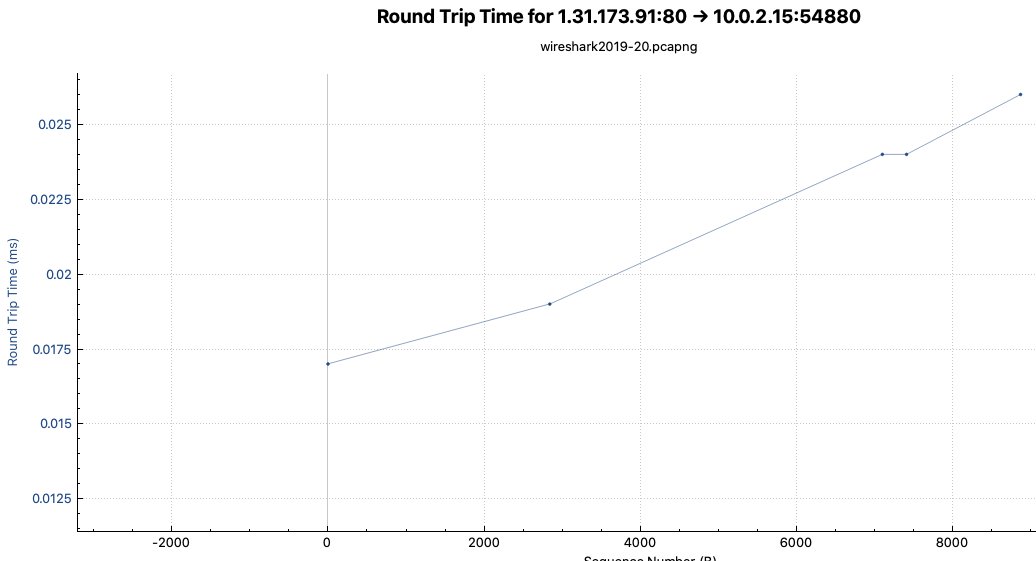 Round Trip Time for 1.31.173.91:80 → 10.0.2.15:54880
wireshark2019-20.pcapng
Round Trip Time (ms)
0.025
0.0225
0.02
0.0175
0.015
0.0125
-2000 0 2000 4000 6000 8000
Sequence Number (B)